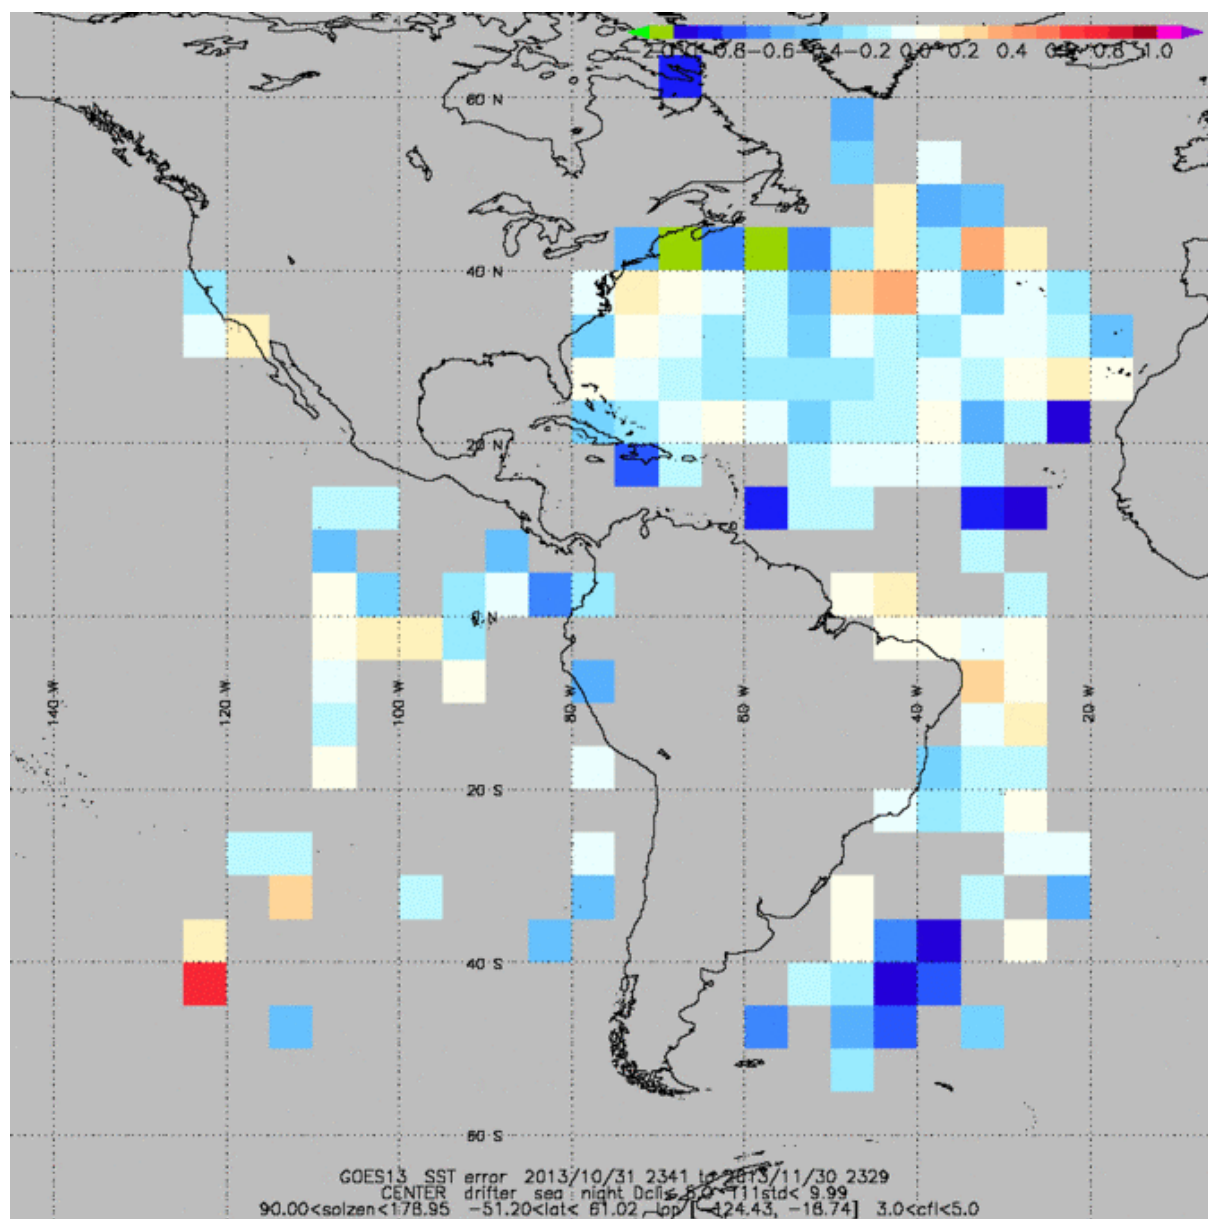 −0.8 −0.6 −0.4 −0.2 0.0 0.2 0.4 0.8 1.0
60 N
40 N
20 N
0 N
140 W 120 W 100 W 80 W 60 W 40 W 20 W
20 S
40 S
60 S
GOES13 SST error 2013/10/31 2341 to 2013/11/30 2329
CENTER drifter sea night T11std< 9.99
90.00<solzen<178.95 −51.20<lat< 61.02 3.0<cfl<5.0